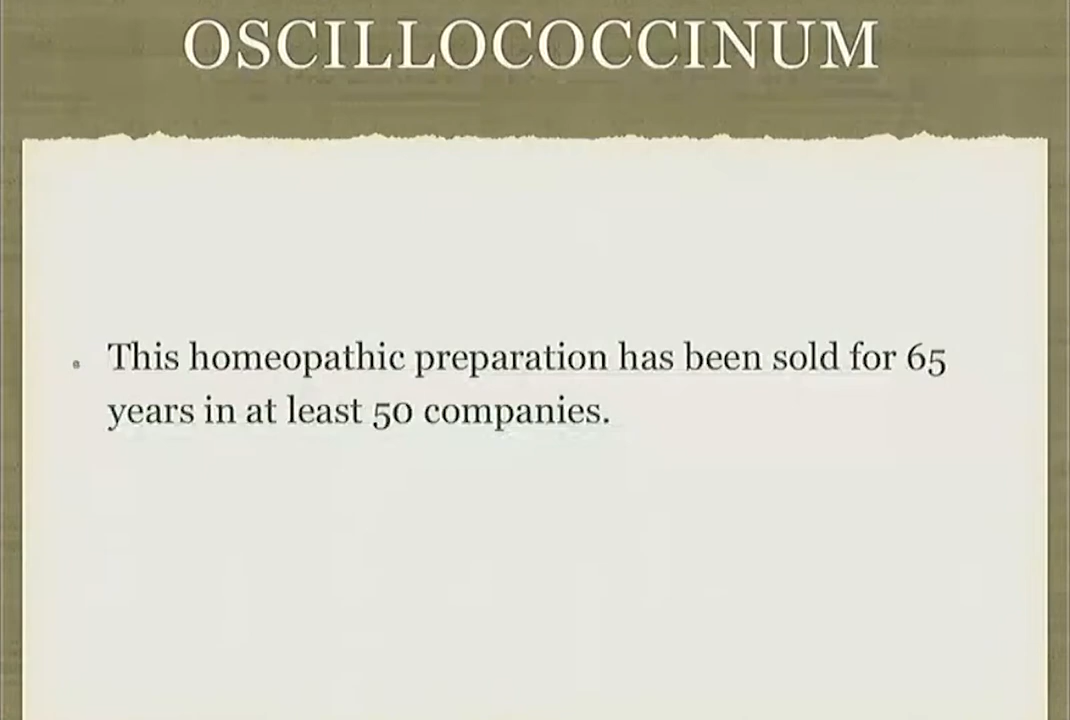 OSCILLOCOCCINUM
This homeopathic preparation has been sold for 65
years in at least 50 companies.